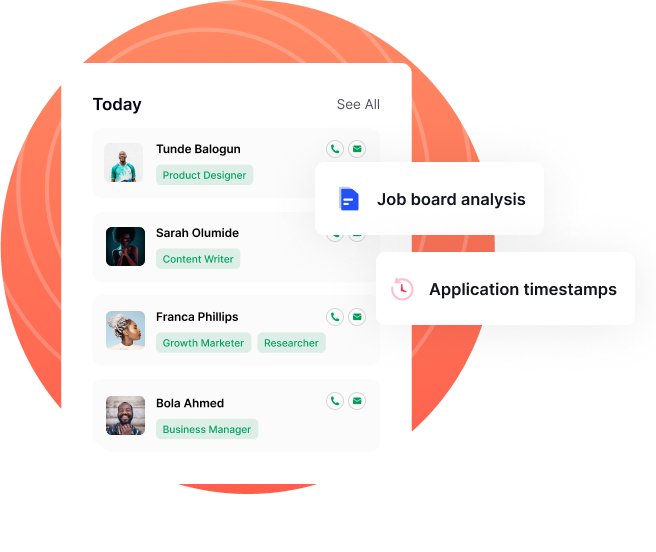 Today
See All
Tunde Balogun
Product Designer
Job board analysis
Sarah Olumide
Content Writer
Application timestamps
Franca Phillips
Growth Marketer Researcher
Bola Ahmed
Business Manager